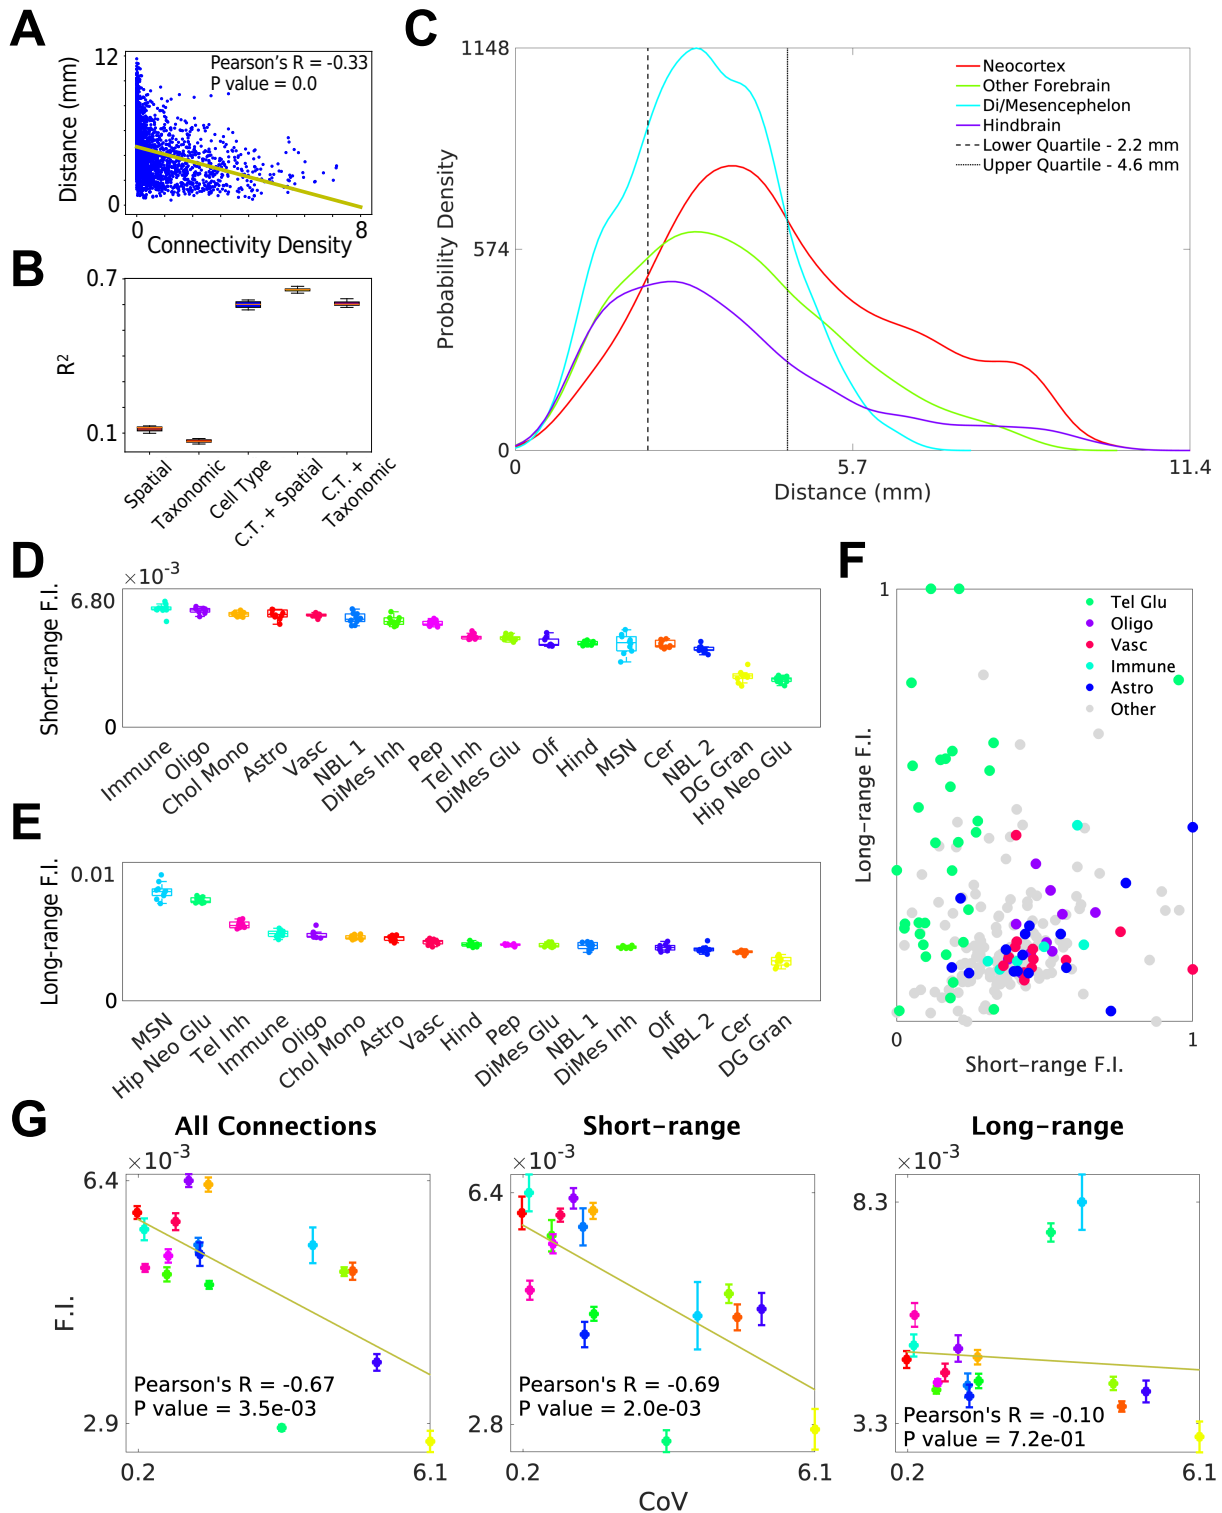 A
12
Pearson's R = -0.33
P value = 0.0
Distance (mm)
0
0
8
Connectivity Density
B
0.7
R²
0.1
Spatial
Taxonomic
Cell Type
C.T. + Spatial
C.T. +
Taxonomic
C
1148
Neocortex
Other Forebrain
Di/Mesencephelon
Hindbrain
Lower Quartile - 2.2 mm
Upper Quartile - 4.6 mm
Probability Density
574
0
0
5.7
11.4
Distance (mm)
D
×10⁻³
6.80
Short-range F.I.
0
Immune
Oligo
Chol Mono
Astro
Vasc
NBL 1
DiMes Inh
Pep
Tel Inh
DiMes Glu
Olf
Hind
MSN
Cer
NBL 2
DG Gran
Hip Neo Glu
E
0.01
Long-range F.I.
0
MSN
Hip Neo Glu
Tel Inh
Immune
Oligo
Chol Mono
Astro
Vasc
Hind
Pep
DiMes Glu
NBL 1
DiMes Inh
Olf
NBL 2
Cer
DG Gran
F
1
Tel Glu
Oligo
Vasc
Immune
Astro
Other
Long-range F.I.
0
1
Short-range F.I.
G
All Connections
×10⁻³
6.4
F.I.
Pearson's R = -0.67
P value = 3.5e-03
2.9
0.2
6.1
Short-range
×10⁻³
6.4
Pearson's R = -0.69
P value = 2.0e-03
2.8
0.2
6.1
CoV
Long-range
×10⁻³
8.3
Pearson's R = -0.10
P value = 7.2e-01
3.3
0.2
6.1